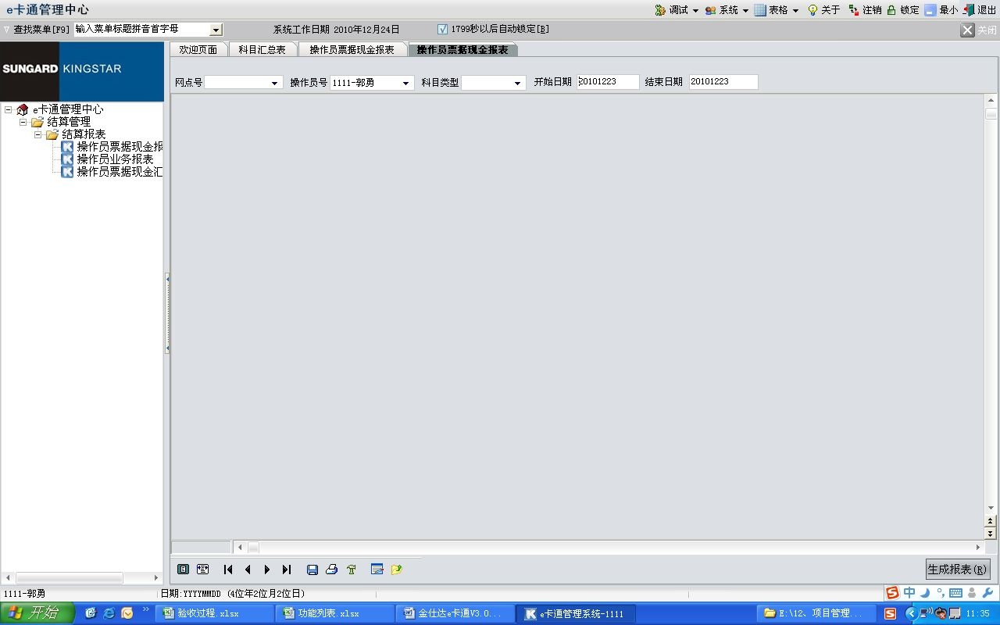 e卡通管理中心 调试 系统 表格 关于 注销 锁定 最小 退出
查找菜单[F9] 输入菜单标题拼音首字母 系统工作日期 2010年12月24日 1799秒以后自动锁定[B] 关闭
SUNGARD KINGSTAR
欢迎页面 科目汇总表 操作员票据现金报表 操作员票据现金报表
网点号 操作员号 1111-郭勇 科目类型 开始日期 20101223 结束日期 20101223
e卡通管理中心
结算管理
结算报表
操作员票据现金报
操作员业务报表
操作员票据现金汇
生成报表(R)
1111-郭勇 日期:YYYYMMDD (4位年2位月2位日) 中
开始 验收过程.xlsx 功能列表.xlsx 金仕达e卡通V3.0... e卡通管理系统-1111 E:\12、项目管理... 11:35